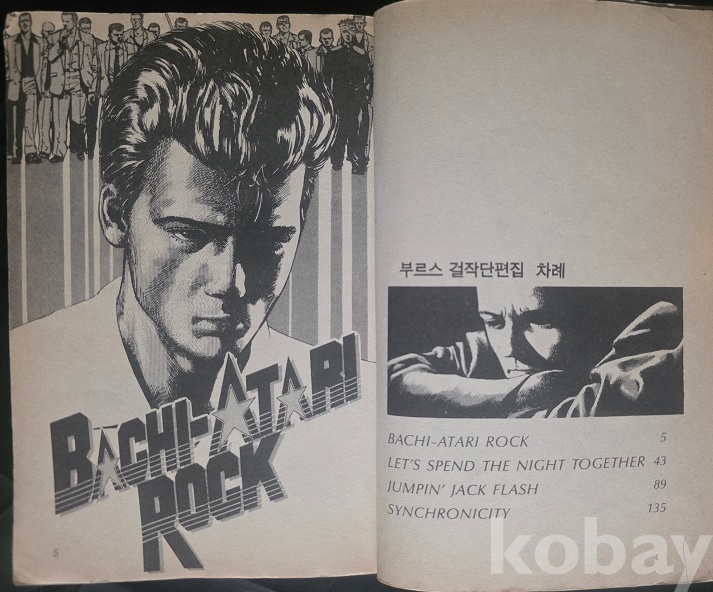 BACHI-ATARI
ROCK
5
부르스 걸작단편집 차례
BACHI-ATARI ROCK 5
LET'S SPEND THE NIGHT TOGETHER 43
JUMPIN' JACK FLASH 89
SYNCHRONICITY 135
4
kobay